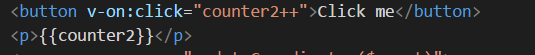 <button v-on:click="counter2++">Click me</button>
<p>{{counter2}}</p>